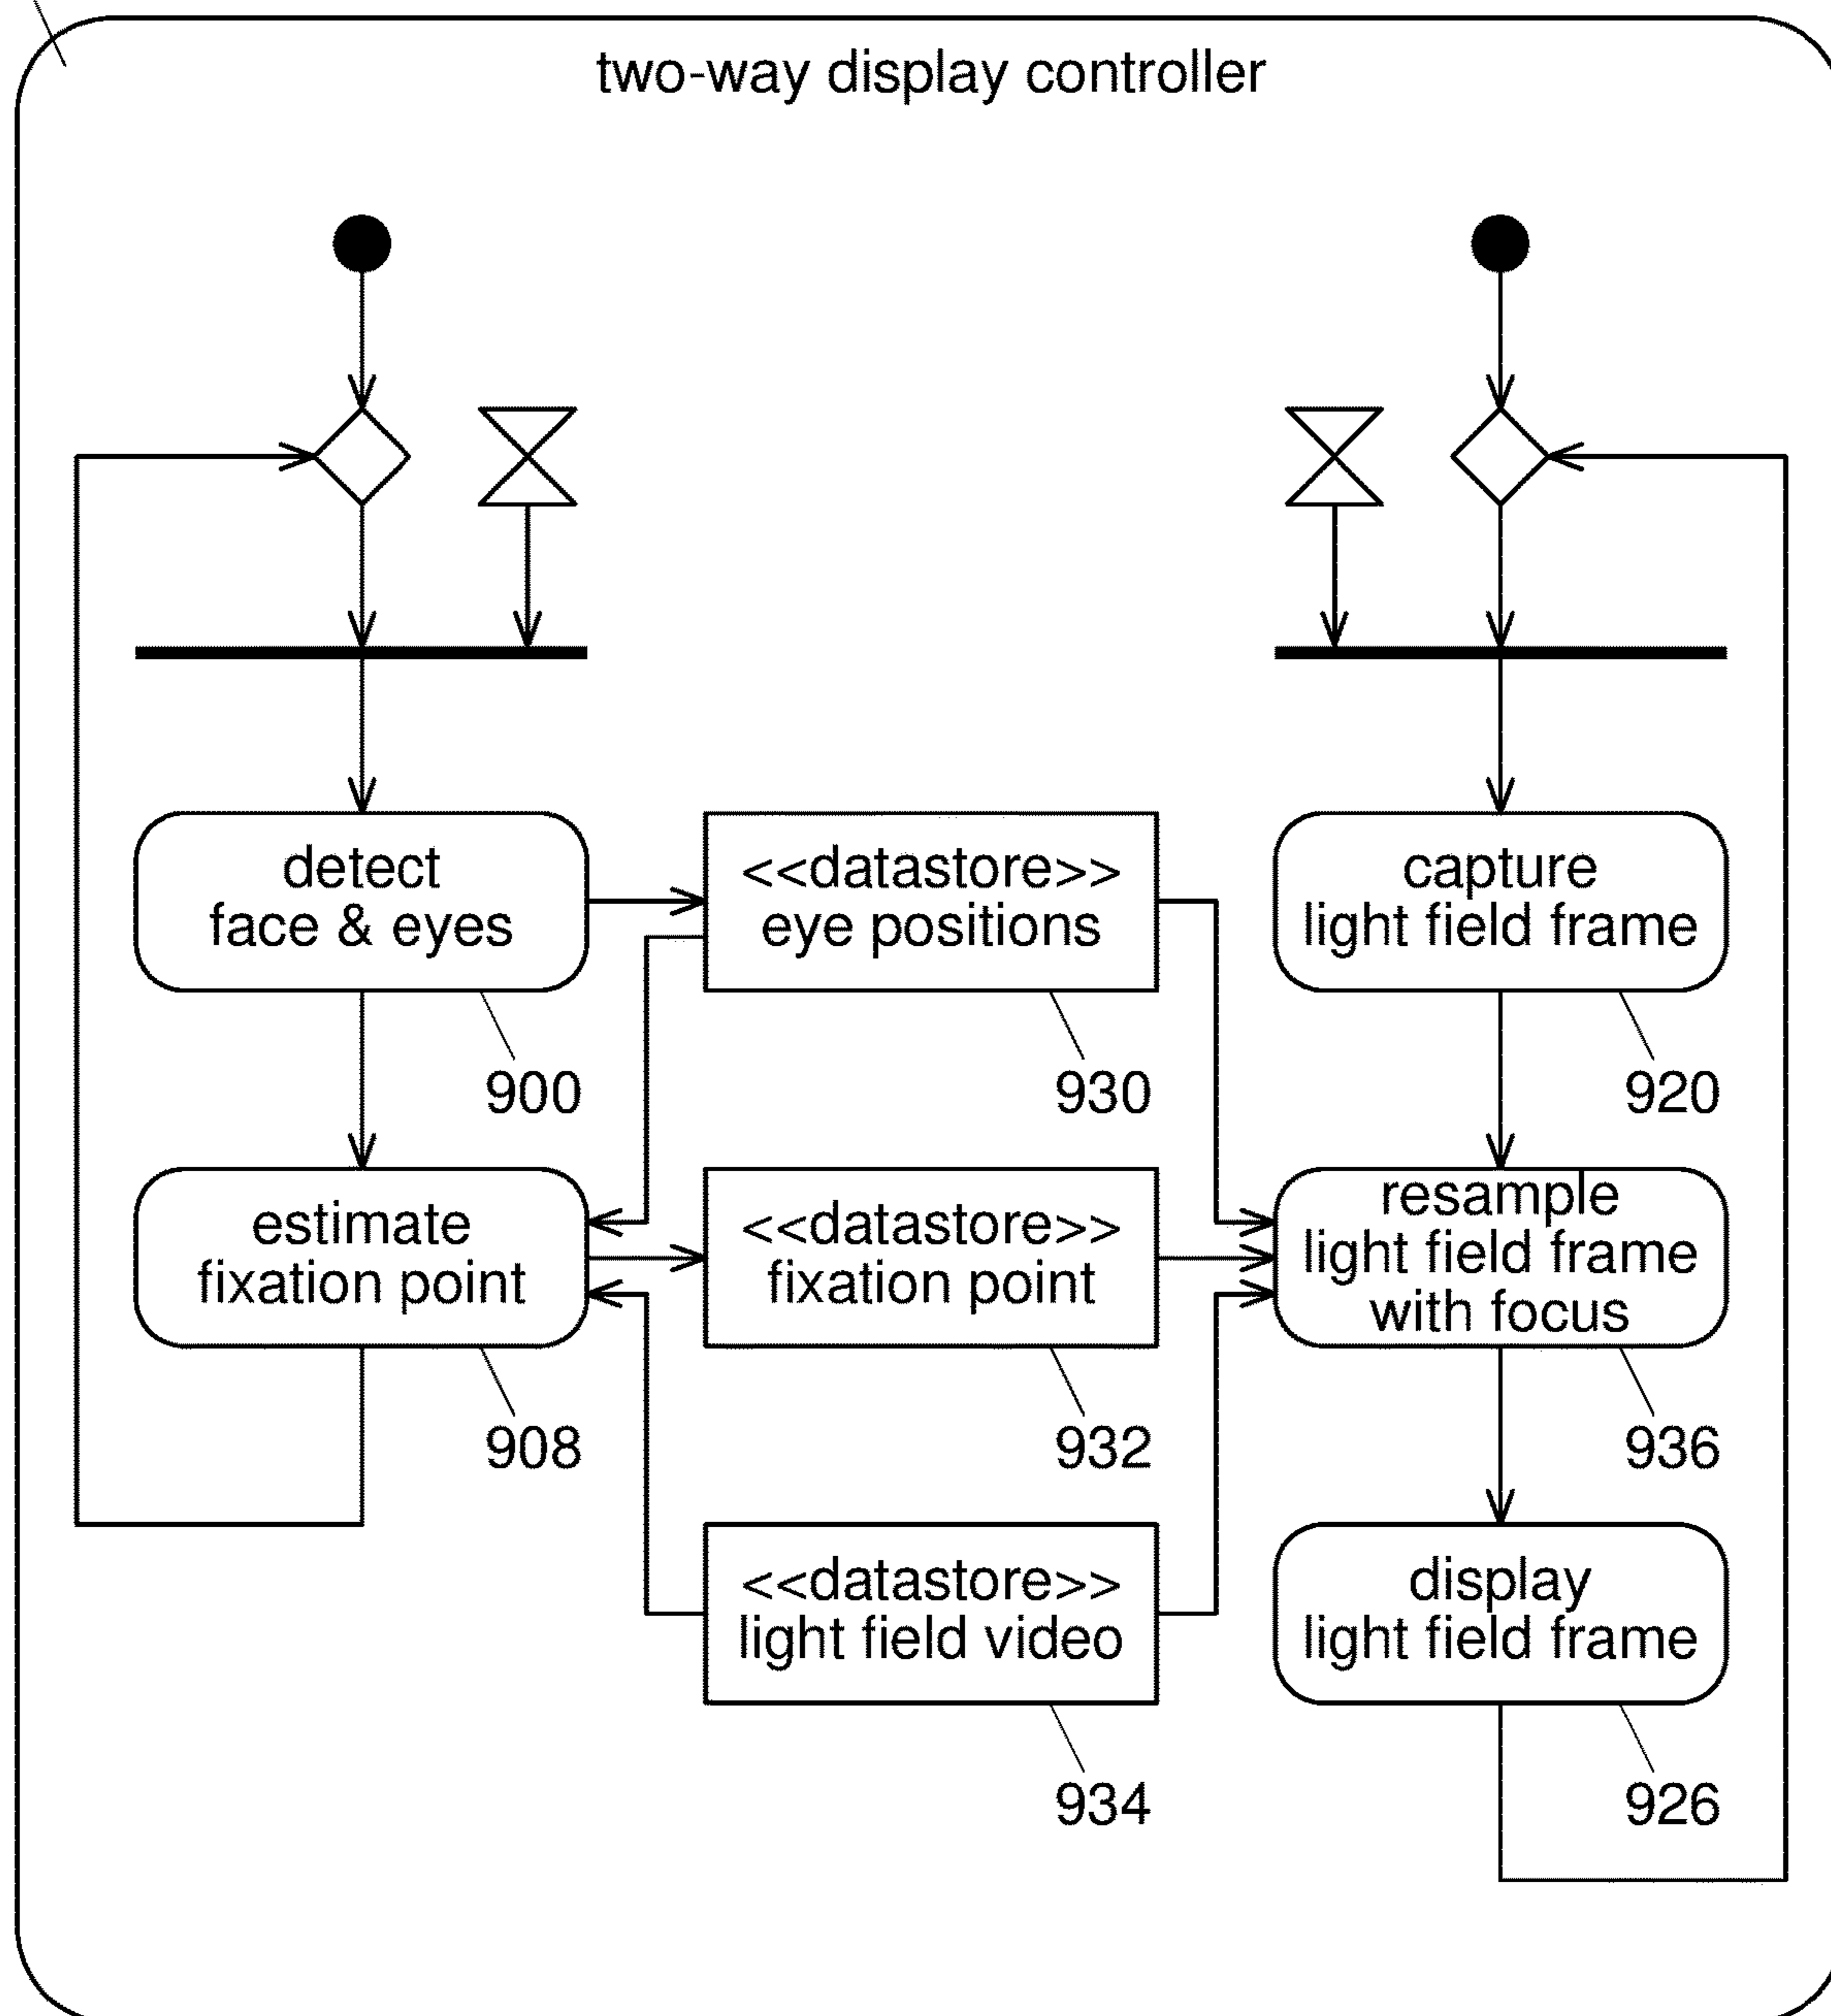 two-way display controller
detect
face & eyes
900
<<datastore>>
eye positions
930
capture
light field frame
920
estimate
fixation point
908
<<datastore>>
fixation point
932
resample
light field frame
with focus
936
<<datastore>>
light field video
934
display
light field frame
926